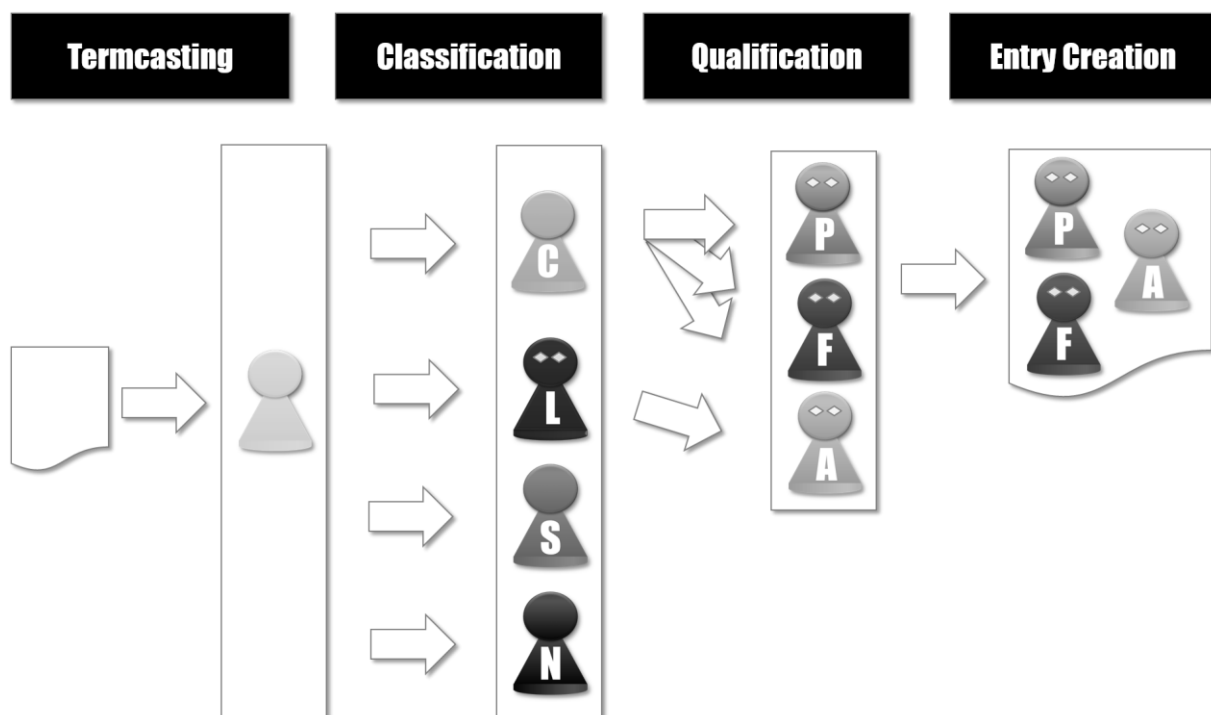 Termcasting
Classification
Qualification
Entry Creation
C
L
S
N
P
F
A
P
A
F